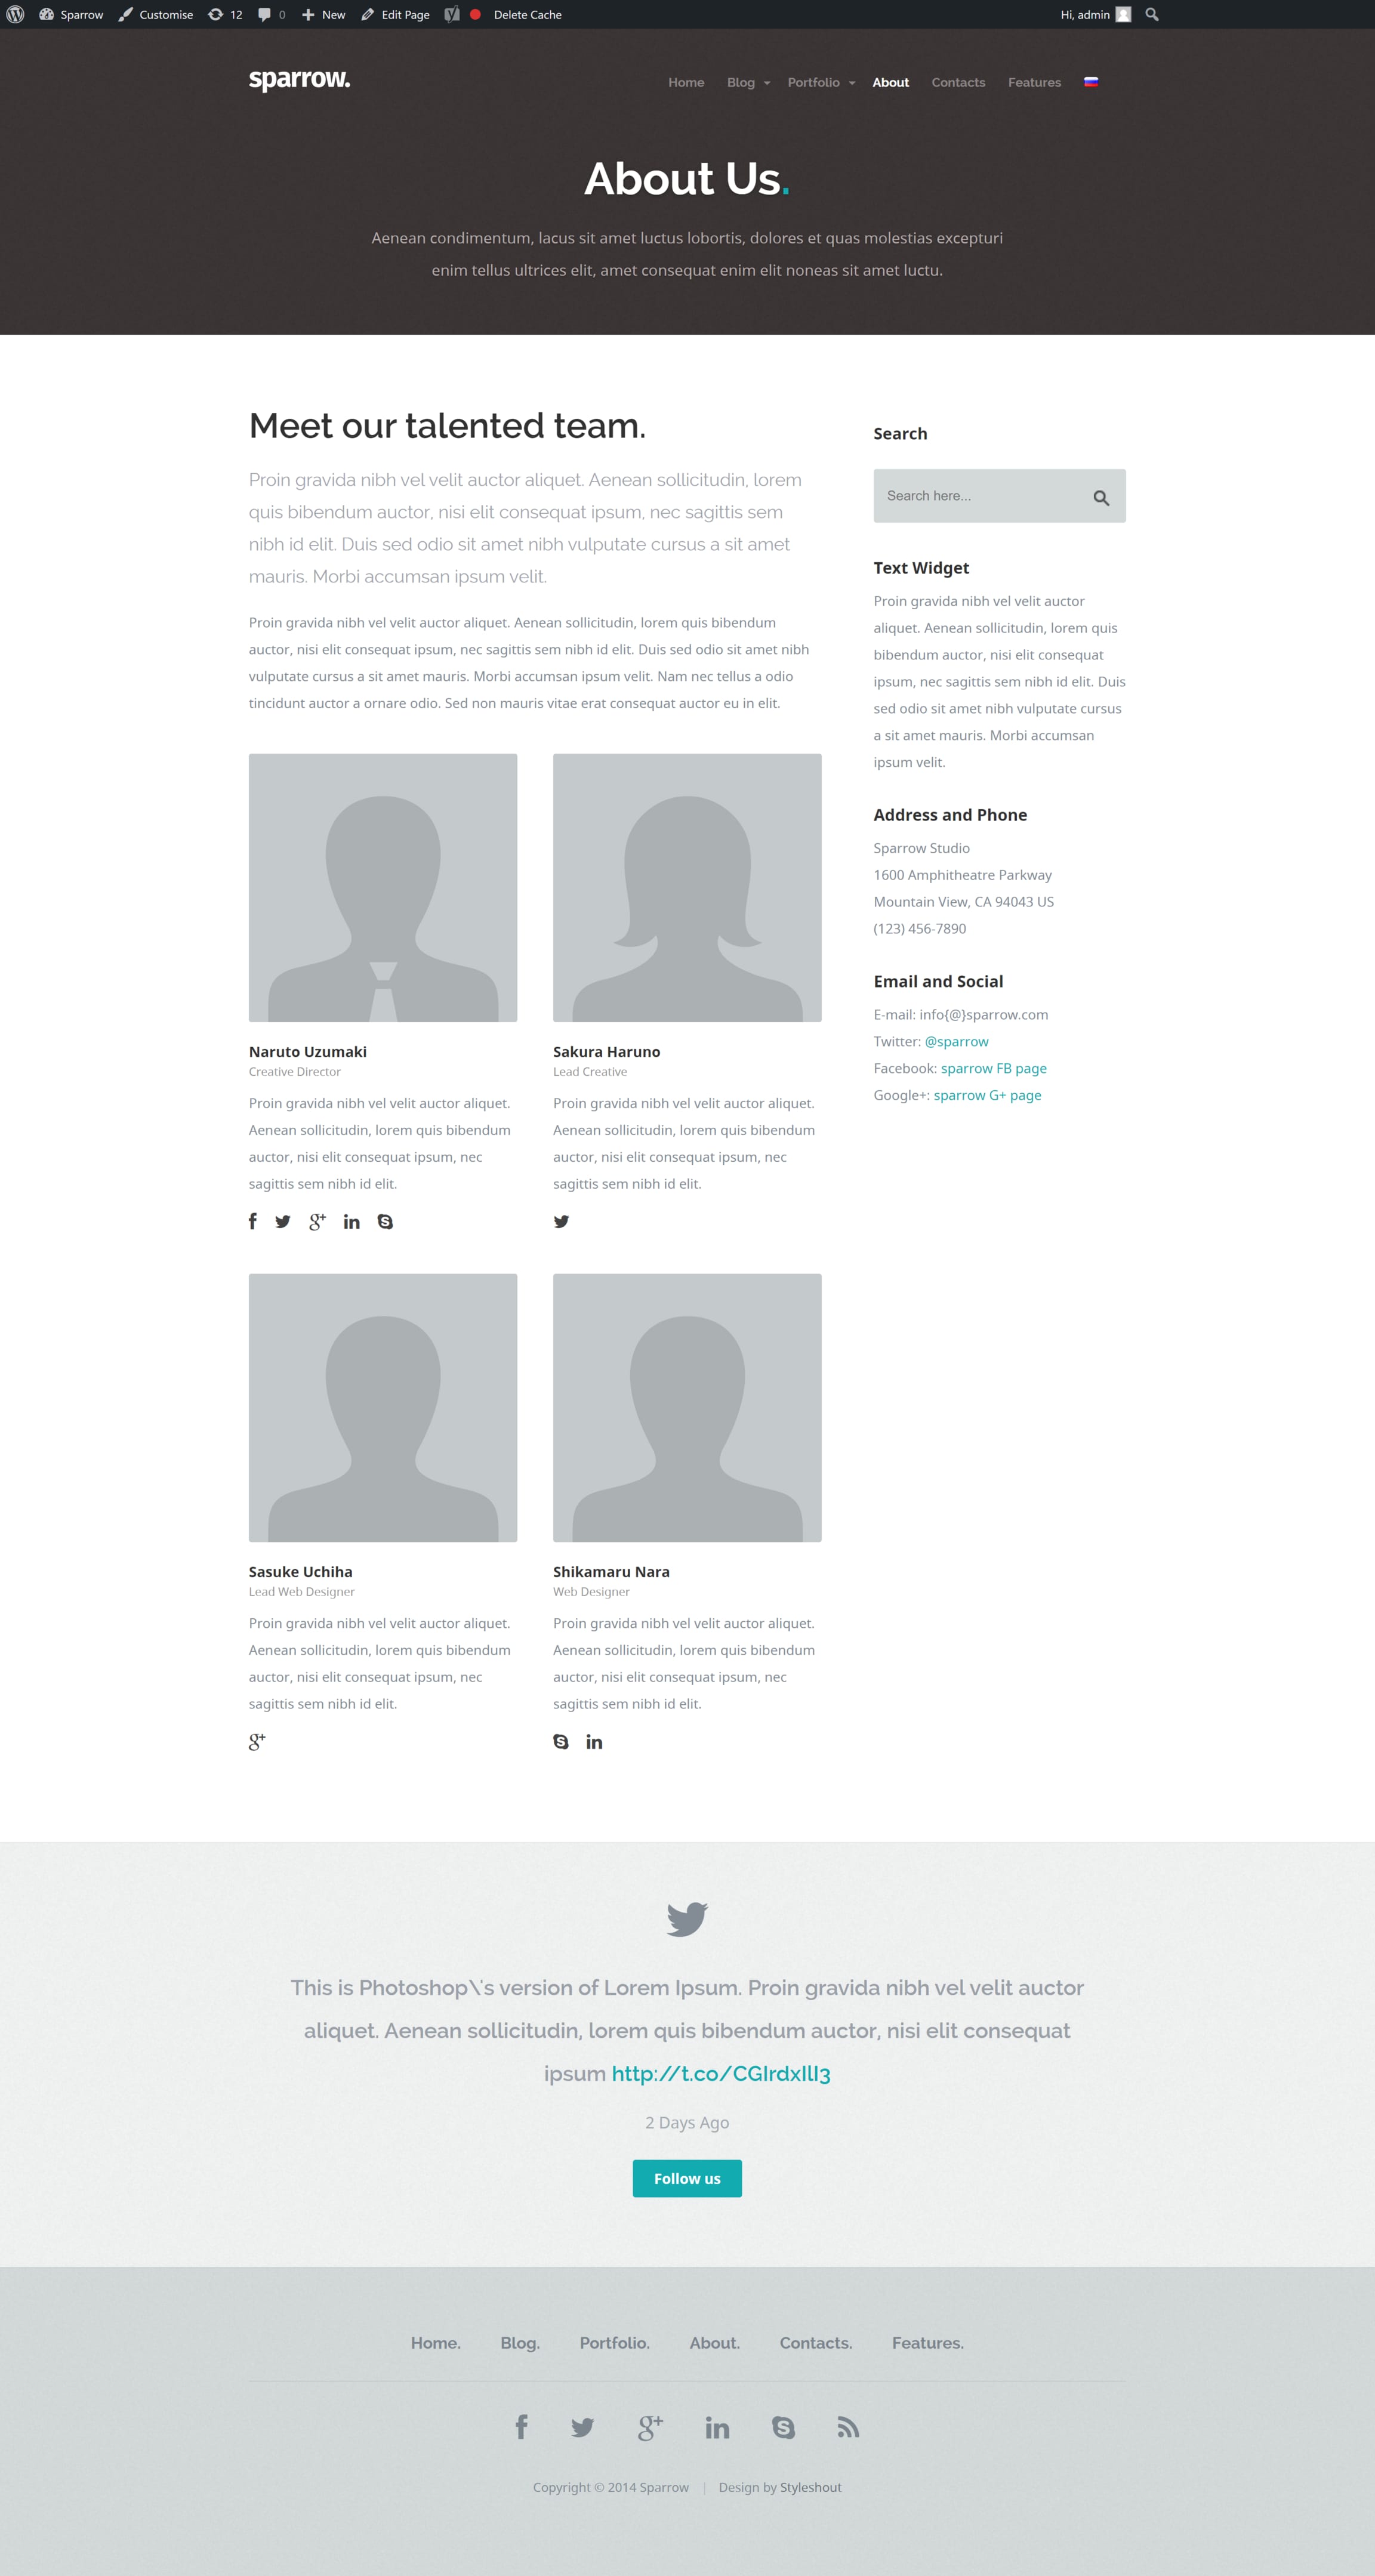 Sparrow Customise 12 0 New Edit Page Delete Cache Hi, admin
sparrow.
Home Blog Portfolio About Contacts Features
About Us.
Aenean condimentum, lacus sit amet luctus lobortis, dolores et quas molestias excepturi
enim tellus ultrices elit, amet consequat enim elit noneas sit amet luctu.
Meet our talented team.
Proin gravida nibh vel velit auctor aliquet. Aenean sollicitudin, lorem
quis bibendum auctor, nisi elit consequat ipsum, nec sagittis sem
nibh id elit. Duis sed odio sit amet nibh vulputate cursus a sit amet
mauris. Morbi accumsan ipsum velit.
Proin gravida nibh vel velit auctor aliquet. Aenean sollicitudin, lorem quis bibendum
auctor, nisi elit consequat ipsum, nec sagittis sem nibh id elit. Duis sed odio sit amet nibh
vulputate cursus a sit amet mauris. Morbi accumsan ipsum velit. Nam nec tellus a odio
tincidunt auctor a ornare odio. Sed non mauris vitae erat consequat auctor eu in elit.
Naruto Uzumaki
Creative Director
Proin gravida nibh vel velit auctor aliquet.
Aenean sollicitudin, lorem quis bibendum
auctor, nisi elit consequat ipsum, nec
sagittis sem nibh id elit.
Sakura Haruno
Lead Creative
Proin gravida nibh vel velit auctor aliquet.
Aenean sollicitudin, lorem quis bibendum
auctor, nisi elit consequat ipsum, nec
sagittis sem nibh id elit.
Sasuke Uchiha
Lead Web Designer
Proin gravida nibh vel velit auctor aliquet.
Aenean sollicitudin, lorem quis bibendum
auctor, nisi elit consequat ipsum, nec
sagittis sem nibh id elit.
Shikamaru Nara
Web Designer
Proin gravida nibh vel velit auctor aliquet.
Aenean sollicitudin, lorem quis bibendum
auctor, nisi elit consequat ipsum, nec
sagittis sem nibh id elit.
Search
Search here...
Text Widget
Proin gravida nibh vel velit auctor
aliquet. Aenean sollicitudin, lorem quis
bibendum auctor, nisi elit consequat
ipsum, nec sagittis sem nibh id elit. Duis
sed odio sit amet nibh vulputate cursus
a sit amet mauris. Morbi accumsan
ipsum velit.
Address and Phone
Sparrow Studio
1600 Amphitheatre Parkway
Mountain View, CA 94043 US
(123) 456-7890
Email and Social
E-mail: info{@}sparrow.com
Twitter: @sparrow
Facebook: sparrow FB page
Google+: sparrow G+ page
This is Photoshop\'s version of Lorem Ipsum. Proin gravida nibh vel velit auctor
aliquet. Aenean sollicitudin, lorem quis bibendum auctor, nisi elit consequat
ipsum http://t.co/CGIrdxIlI3
2 Days Ago
Follow us
Home. Blog. Portfolio. About. Contacts. Features.
Copyright © 2014 Sparrow | Design by Styleshout